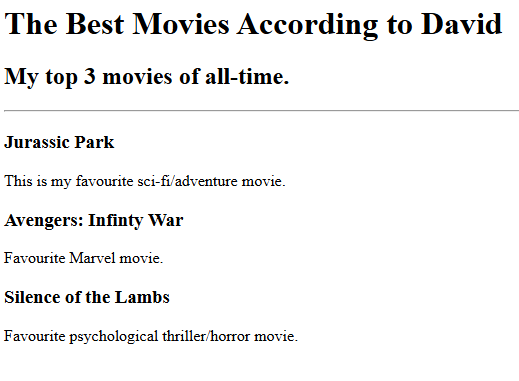 The Best Movies According to David
My top 3 movies of all-time.
Jurassic Park
This is my favourite sci-fi/adventure movie.
Avengers: Infinty War
Favourite Marvel movie.
Silence of the Lambs
Favourite psychological thriller/horror movie.